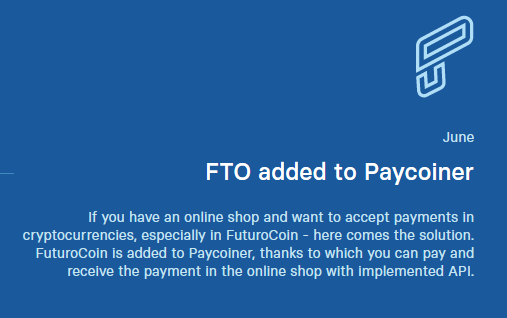 June
FTO added to Paycoiner
If you have an online shop and want to accept payments in
cryptocurrencies, especially in FuturoCoin - here comes the solution.
FuturoCoin is added to Paycoiner, thanks to which you can pay and
receive the payment in the online shop with implemented API.